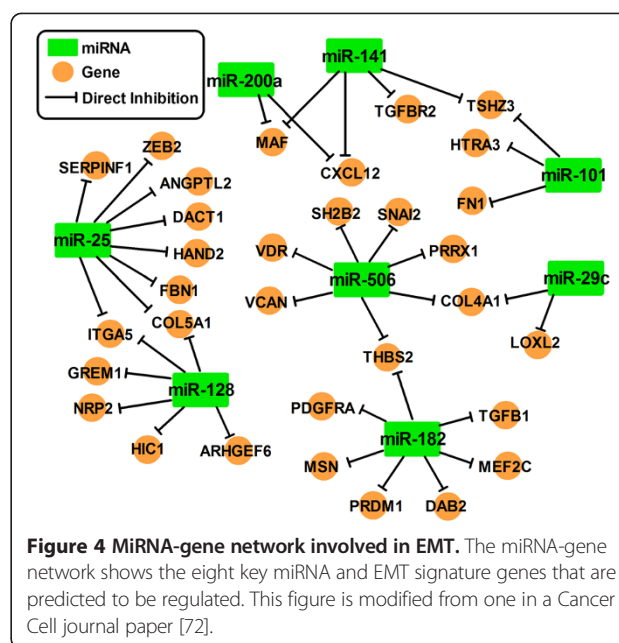 miRNA
Gene
Direct Inhibition
miR-141
miR-200a
TGFBR2
TSHZ3
MAF
HTRA3
CXCL12
miR-101
FN1
ZEB2
SERPINF1
ANGPTL2
DACT1
miR-25
HAND2
FBN1
COL5A1
ITGA5
GREM1
miR-128
NRP2
HIC1
ARHGEF6
SH2B2
SNAI2
VDR
PRRX1
miR-506
VCAN
COL4A1
miR-29c
LOXL2
THBS2
PDGFRA
TGFB1
miR-182
MSN
MEF2C
PRDM1
DAB2
Figure 4 MiRNA-gene network involved in EMT. The miRNA-gene
network shows the eight key miRNA and EMT signature genes that are
predicted to be regulated. This figure is modified from one in a Cancer
Cell journal paper [72].